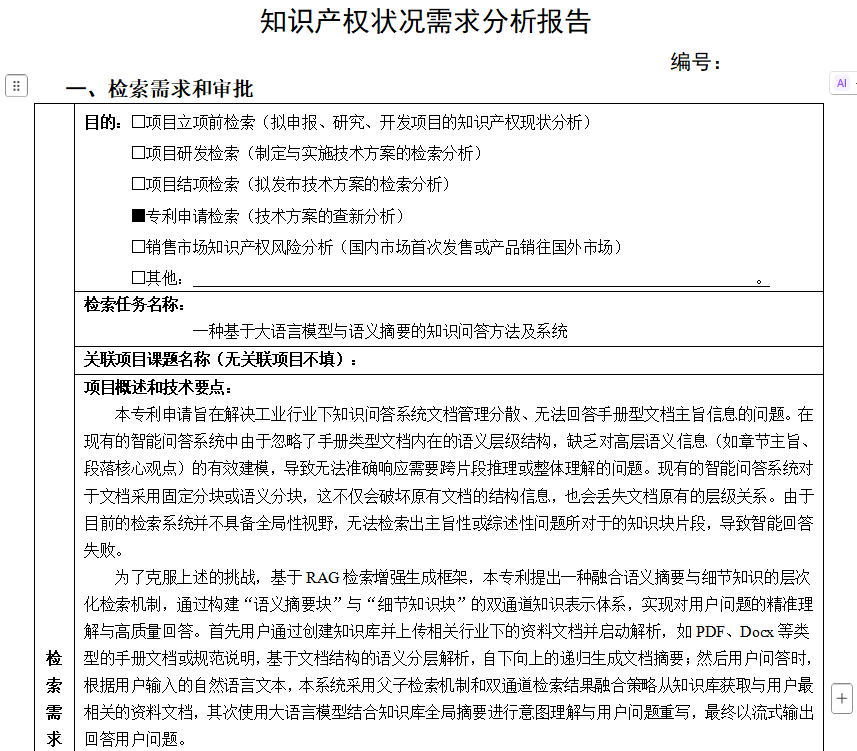 知识产权状况需求分析报告
编号：
一、检索需求和审批
AI
目的：□项目立项前检索（拟申报、研究、开发项目的知识产权现状分析）
□项目研发检索（制定与实施技术方案的检索分析）
□项目结项检索（拟发布技术方案的检索分析）
■专利申请检索（技术方案的查新分析）
□销售市场知识产权风险分析（国内市场首次发售或产品销往国外市场）
□其他：。
检索任务名称：
一种基于大语言模型与语义摘要的知识问答方法及系统
关联项目课题名称（无关联项目不填）：
项目概述和技术要点：
本专利申请旨在解决工业行业下知识问答系统文档管理分散、无法回答手册型文档主旨信息的问题。在
现有的智能问答系统中由于忽略了手册类型文档内在的语义层级结构，缺乏对高层语义信息（如章节主旨、
段落核心观点）的有效建模，导致无法准确响应需要跨片段推理或整体理解的问题。现有的智能问答系统对
于文档采用固定分块或语义分块，这不仅会破坏原有文档的结构信息，也会丢失文档原有的层级关系。由于
目前的检索系统并不具备全局性视野，无法检索出主旨性或综述性问题所对于的知识块片段，导致智能回答
失败。
为了克服上述的挑战，基于 RAG 检索增强生成框架，本专利提出一种融合语义摘要与细节知识的层次
化检索机制，通过构建“语义摘要块”与“细节知识块”的双通道知识表示体系，实现对用户问题的精准理
解与高质量回答。首先用户通过创建知识库并上传相关行业下的资料文档并启动解析，如 PDF、Docx 等类
型的手册文档或规范说明，基于文档结构的语义分层解析，自下向上的递归生成文档摘要；然后用户问答时，
根据用户输入的自然语言文本，本系统采用父子检索机制和双通道检索结果融合策略从知识库获取与用户最
相关的资料文档，其次使用大语言模型结合知识库全局摘要进行意图理解与用户问题重写，最终以流式输出
回答用户问题。
检
索
需
求